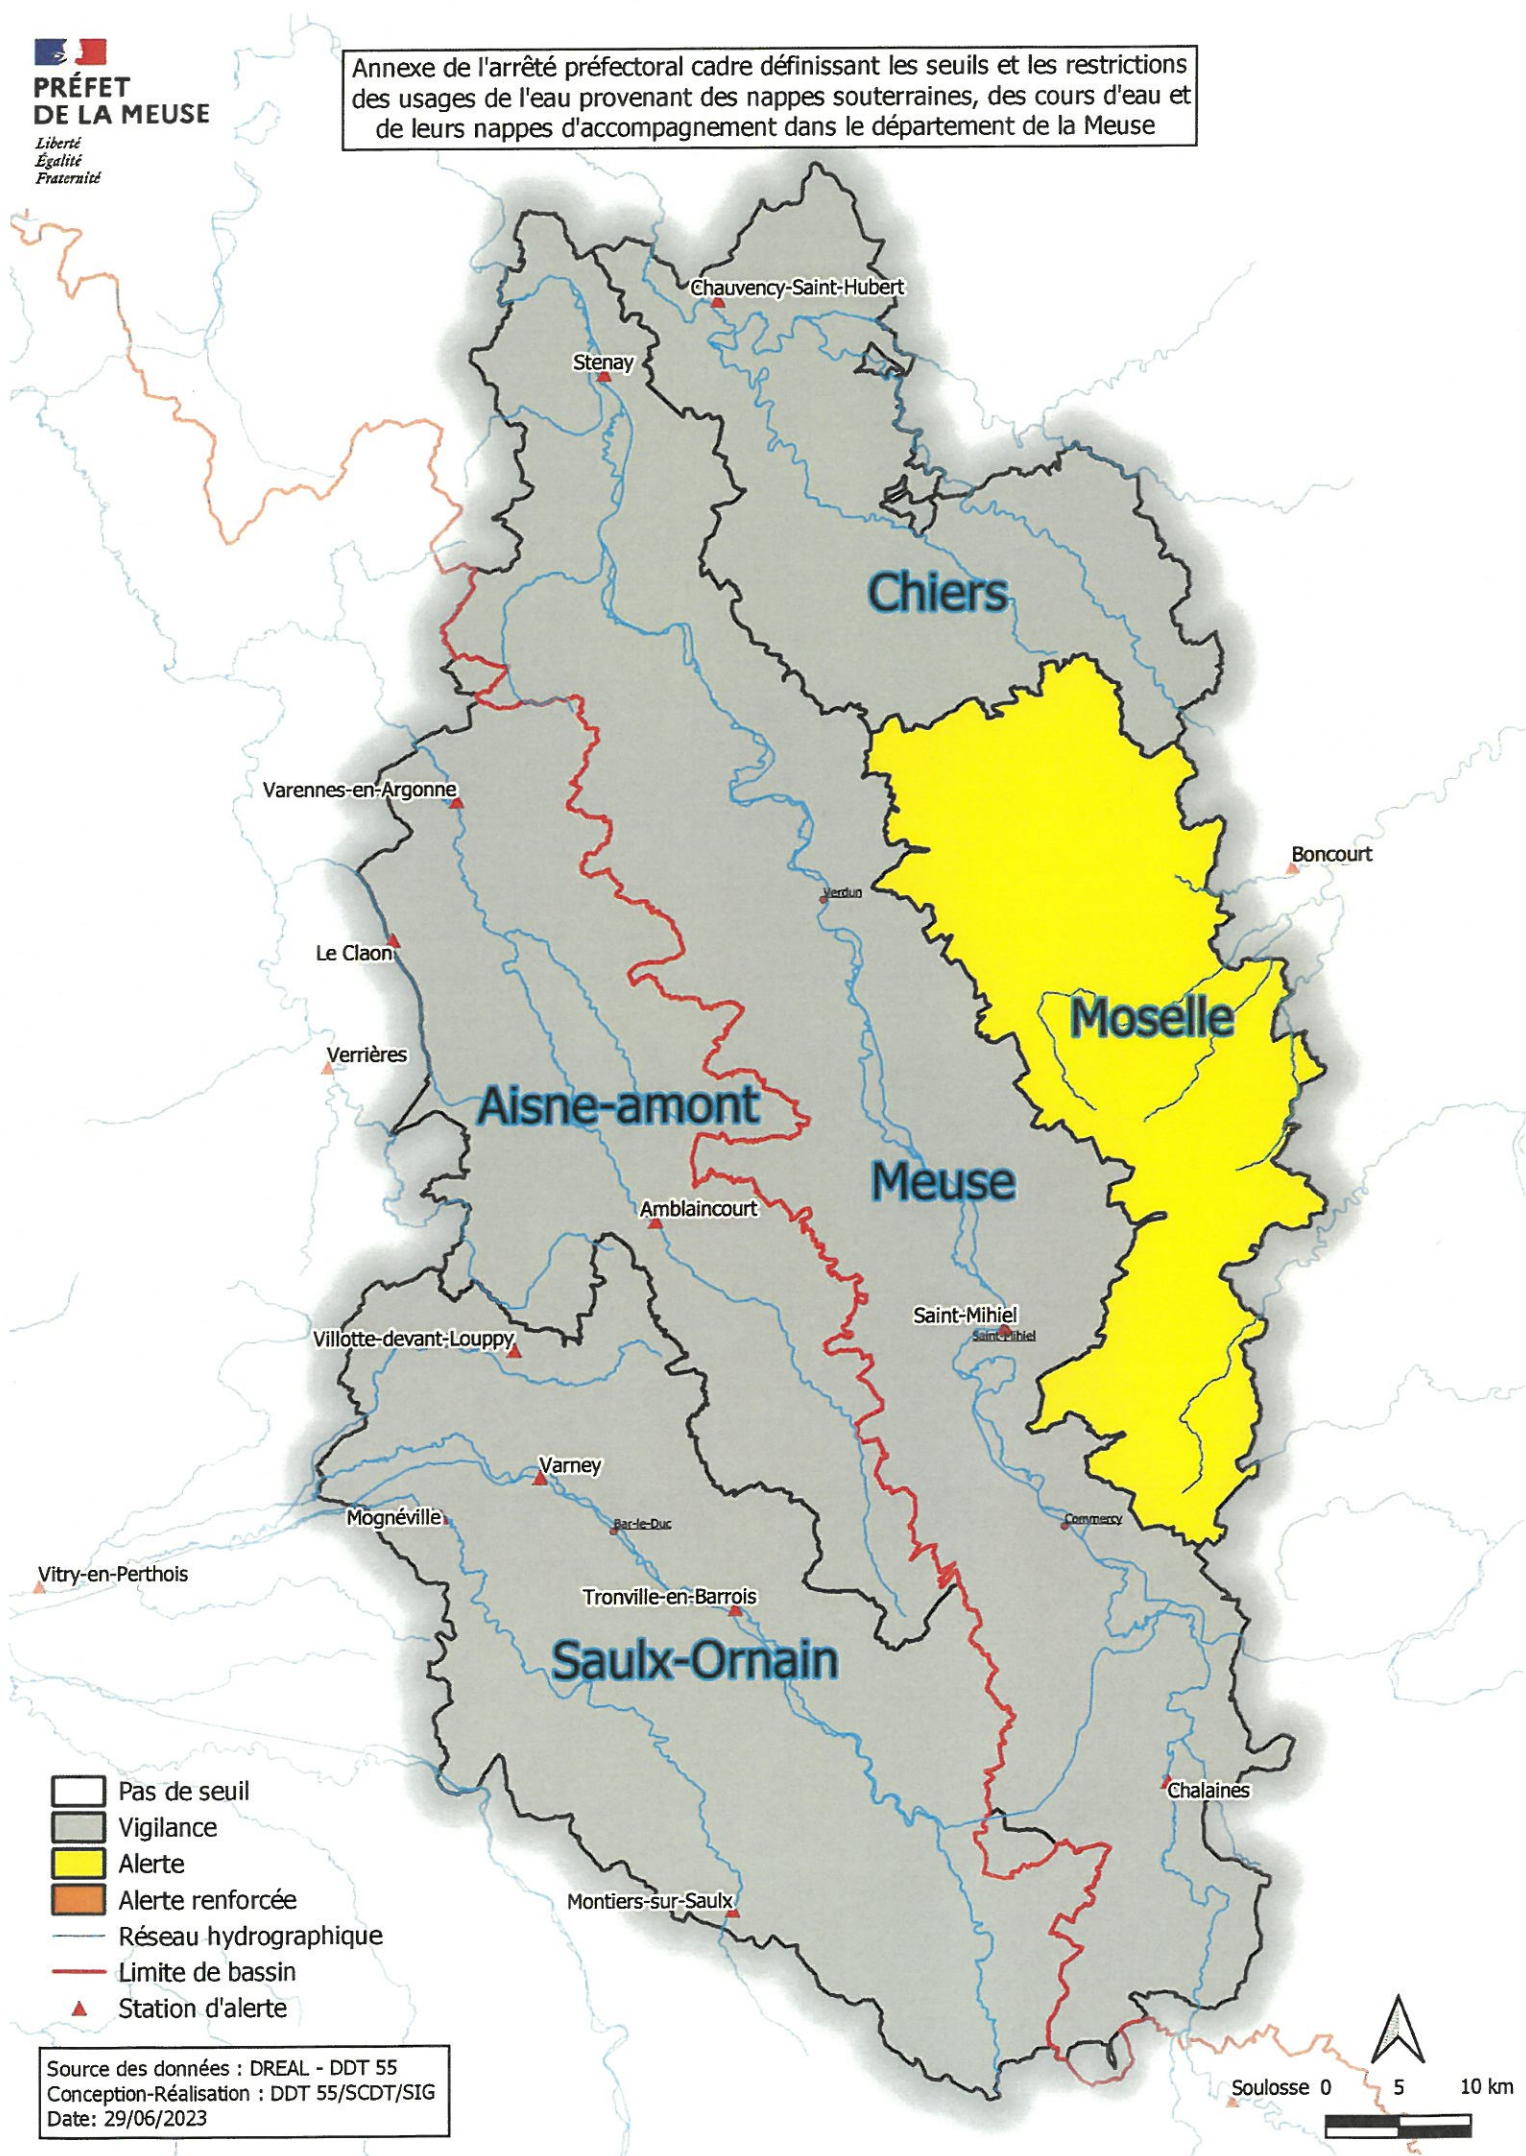 PRÉFET
DE LA MEUSE
Liberté
Égalité
Fraternité
Annexe de l'arrêté préfectoral cadre définissant les seuils et les restrictions
des usages de l'eau provenant des nappes souterraines, des cours d'eau et
de leurs nappes d'accompagnement dans le département de la Meuse
Chauvency-Saint-Hubert
Stenay
Chiers
Varennes-en-Argonne
Boncourt
Verdun
Le Claon
Moselle
Verrières
Aisne-amont
Meuse
Amblaincourt
Saint-Mihiel
Saint-Mihiel
Villotte-devant-Louppy
Varney
Mognéville
Bar-le-Duc
Commercy
Vitry-en-Perthois
Tronville-en-Barrois
Saulx-Ornain
Chalaines
Montiers-sur-Saulx
Pas de seuil
Vigilance
Alerte
Alerte renforcée
Réseau hydrographique
Limite de bassin
Station d'alerte
Source des données : DREAL - DDT 55
Conception-Réalisation : DDT 55/SCDT/SIG
Date: 29/06/2023
Soulosse
0 5 10 km